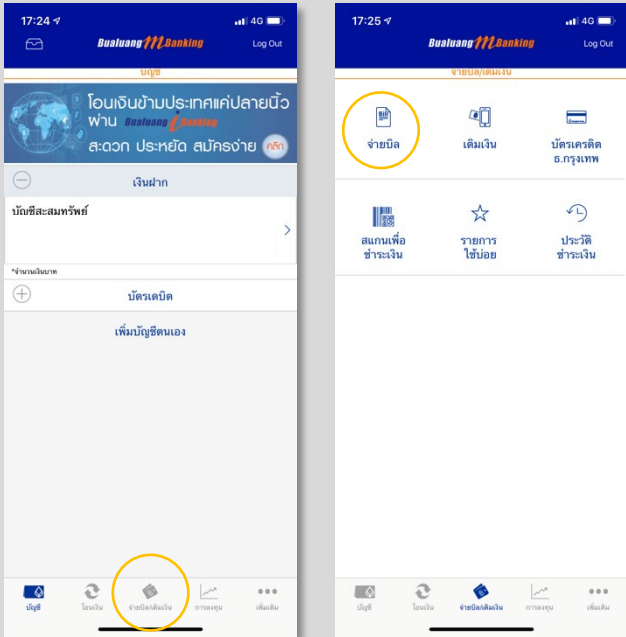 17:24
4G
Bualuang mBanking
Log Out
บัญชี
โอนเงินข้ามประเทศแค่ปลายนิ้ว
ผ่าน Bualuang iBanking
สะดวก ประหยัด สมัครง่าย คลิก
เงินฝาก
บัญชีสะสมทรัพย์
*จำนวนเงินบาท
บัตรเดบิต
เพิ่มบัญชีตนเอง
บัญชี
โอนเงิน
จ่ายบิล/เติมเงิน
การลงทุน
เพิ่มเติม
17:25
4G
Bualuang mBanking
Log Out
จ่ายบิล/เติมเงิน
จ่ายบิล
เติมเงิน
บัตรเครดิต
ธ.กรุงเทพ
สแกนเพื่อ
ชำระเงิน
รายการ
ใช้บ่อย
ประวัติ
ชำระเงิน
บัญชี
โอนเงิน
จ่ายบิล/เติมเงิน
การลงทุน
เพิ่มเติม